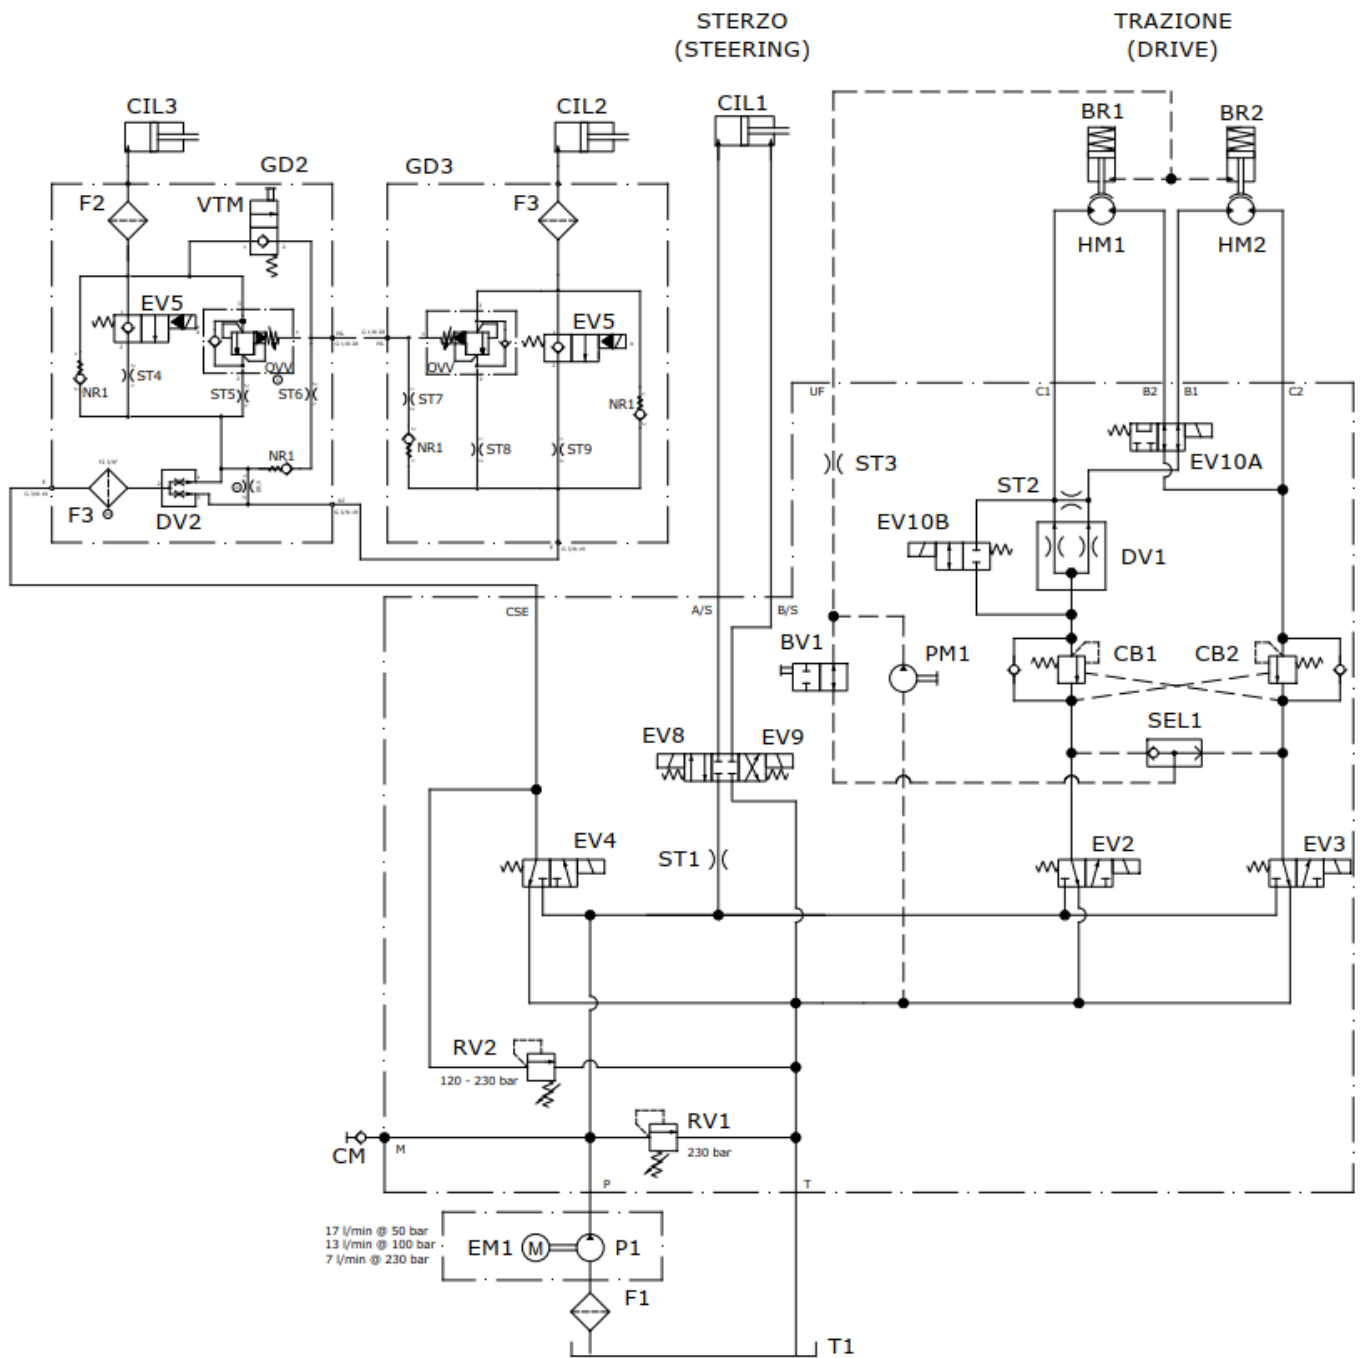 STERZO
(STEERING)
TRAZIONE
(DRIVE)
CIL3
CIL2
CIL1
BR1
BR2
GD2
GD3
F2
VTM
F3
HM1
HM2
EV5
EV5
OVV
OVV
NR1
ST4
ST5
ST6
ST7
NR1
UF
C1
B2
B1
C2
NR1
ST8
ST9
ST3
EV10A
NR1
ST2
F3
DV2
EV10B
DV1
CSE
A/S
B/S
BV1
PM1
CB1
CB2
SEL1
EV8
EV9
EV4
ST1
EV2
EV3
RV2
120 - 230 bar
RV1
230 bar
CM
M
P
T
17 l/min @ 50 bar
13 l/min @ 100 bar
7 l/min @ 230 bar
EM1
M
P1
F1
T1